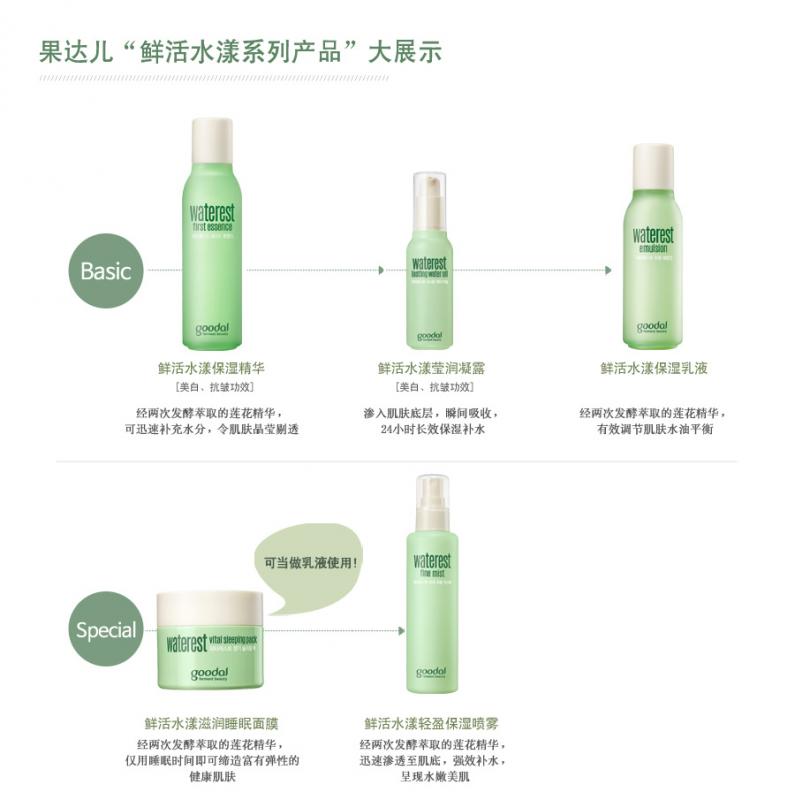 果达儿“鲜活水漾系列产品”大展示
Basic
waterest
first essence
goodal
ferment beauty
waterest
lasting water oil
goodal
ferment beauty
waterest
emulsion
goodal
ferment beauty
鲜活水漾保湿精华
[美白、抗皱功效]
经两次发酵萃取的莲花精华，
可迅速补充水分，令肌肤晶莹剔透
鲜活水漾莹润凝露
[美白、抗皱功效]
渗入肌肤底层，瞬间吸收，
24小时长效保湿补水
鲜活水漾保湿乳液
经两次发酵萃取的莲花精华，
有效调节肌肤水油平衡
Special
可当做乳液使用!
waterest vital sleeping pack
goodal
ferment beauty
waterest
fine mist
goodal
ferment beauty
鲜活水漾滋润睡眠面膜
经两次发酵萃取的莲花精华，
仅用睡眠时间即可缔造富有弹性的
健康肌肤
鲜活水漾轻盈保湿喷雾
经两次发酵萃取的莲花精华，
迅速渗透至肌底，强效补水，
呈现水嫩美肌